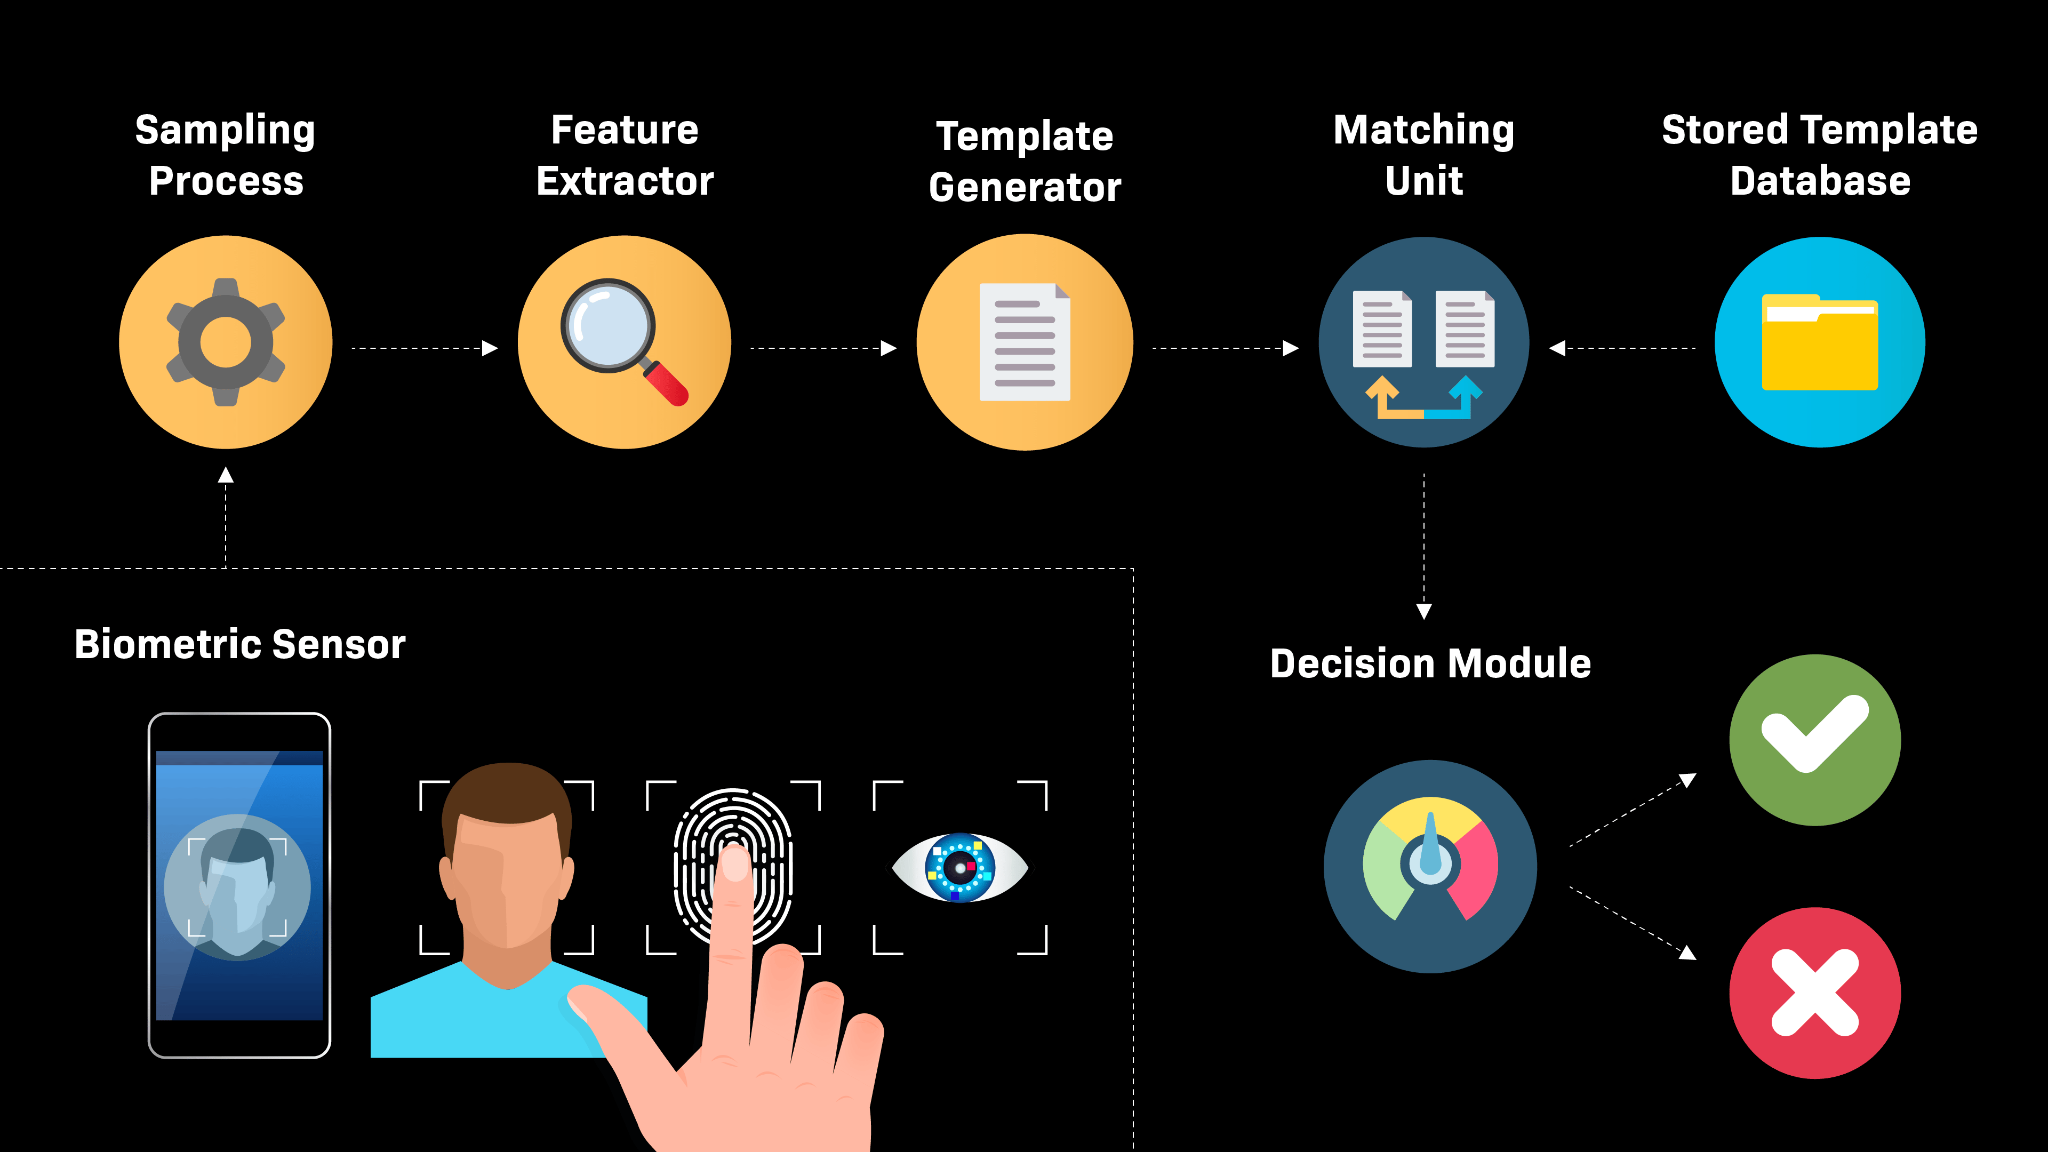 Sampling
Process
Feature
Extractor
Template
Generator
Matching
Unit
Stored Template
Database
Biometric Sensor
Decision Module